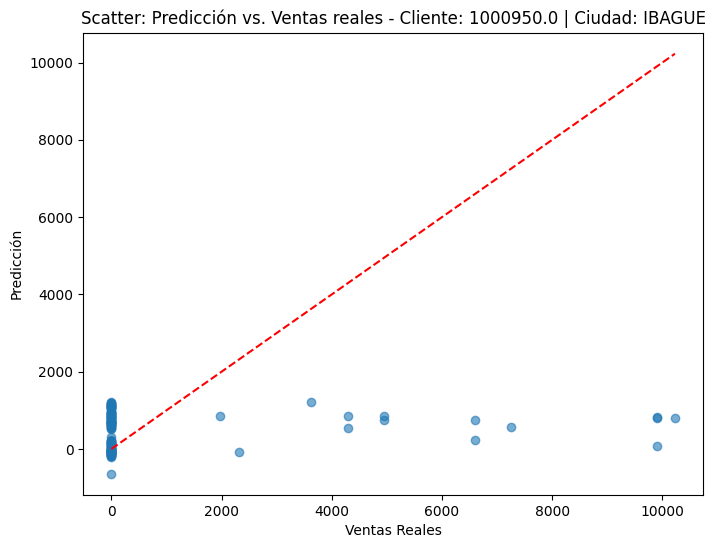 Scatter: Predicción vs. Ventas reales - Cliente: 1000950.0 | Ciudad: IBAGUE
10000
8000
6000
4000
2000
0
Predicción
0 2000 4000 6000 8000 10000
Ventas Reales